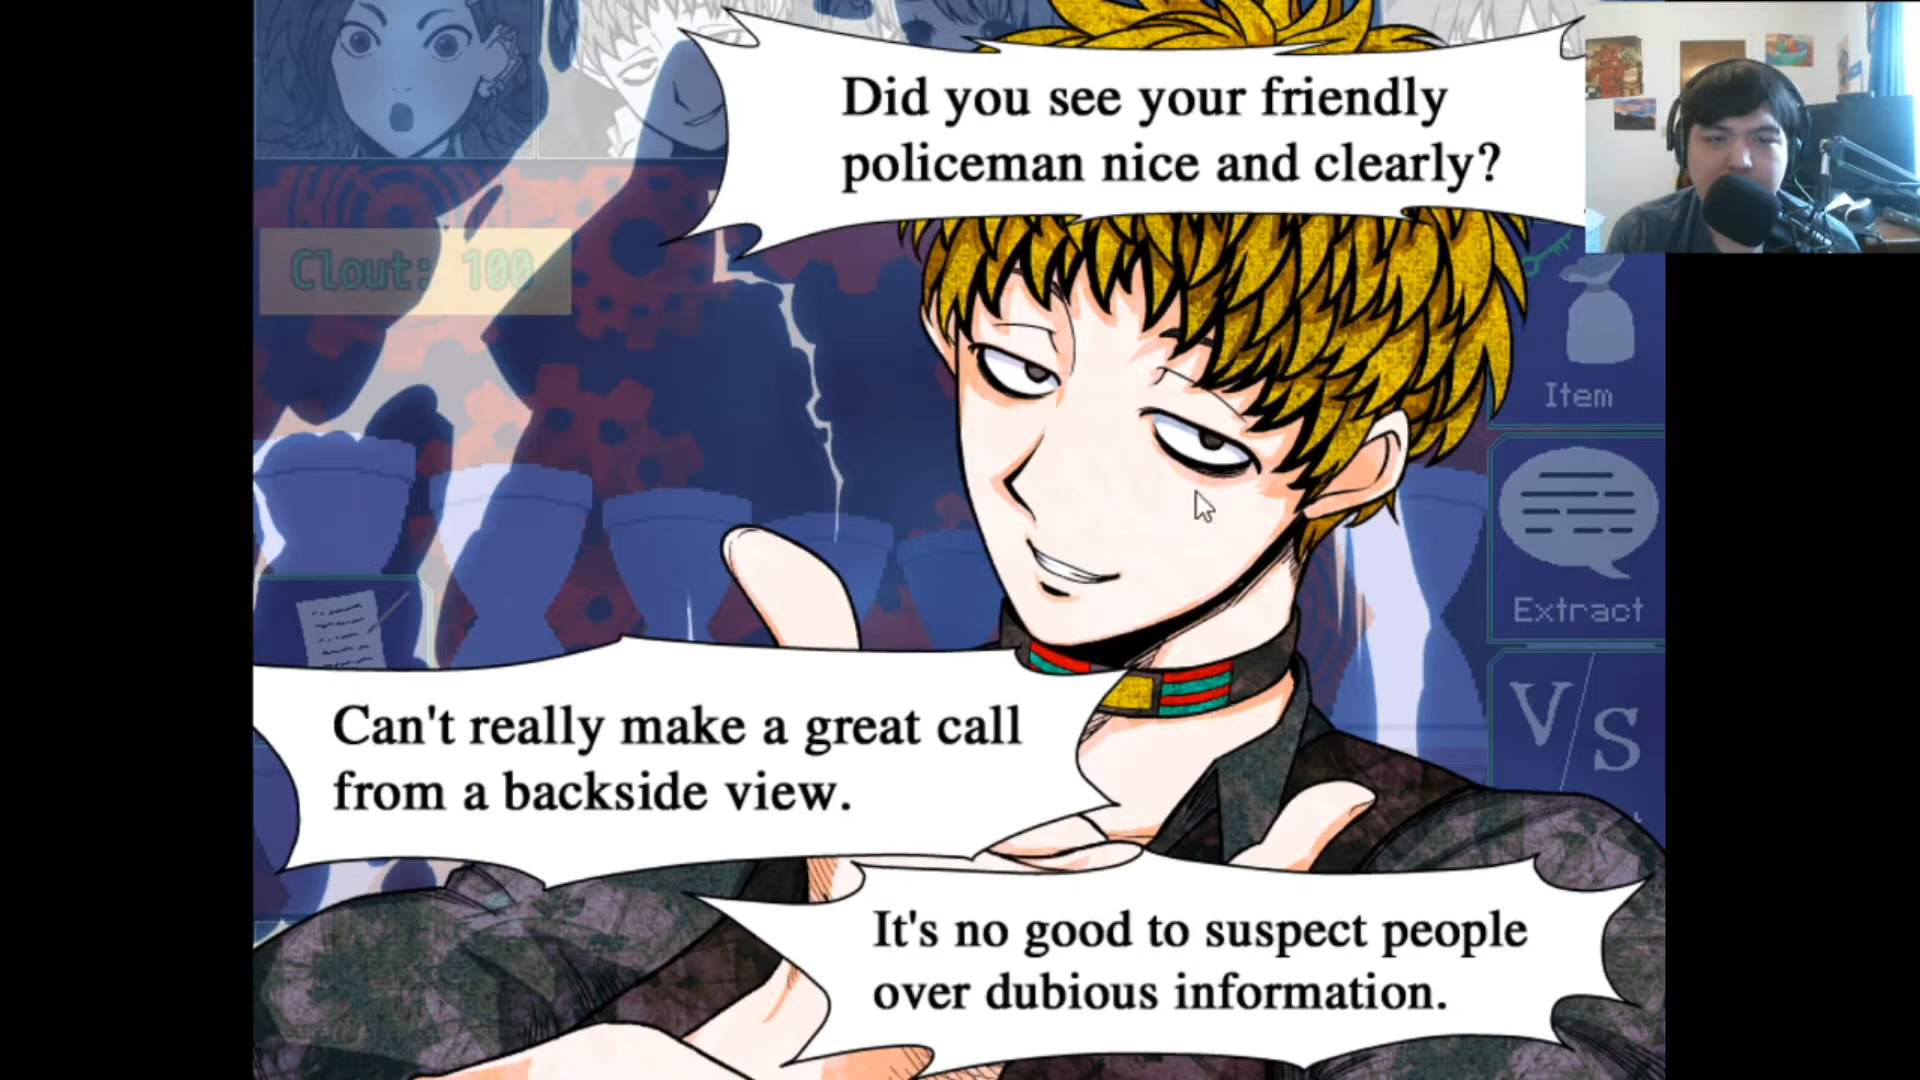 Did you see your friendly
policeman nice and clearly?
Clout: 100
Item
Extract
VS
Can't really make a great call
from a backside view.
It's no good to suspect people
over dubious information.